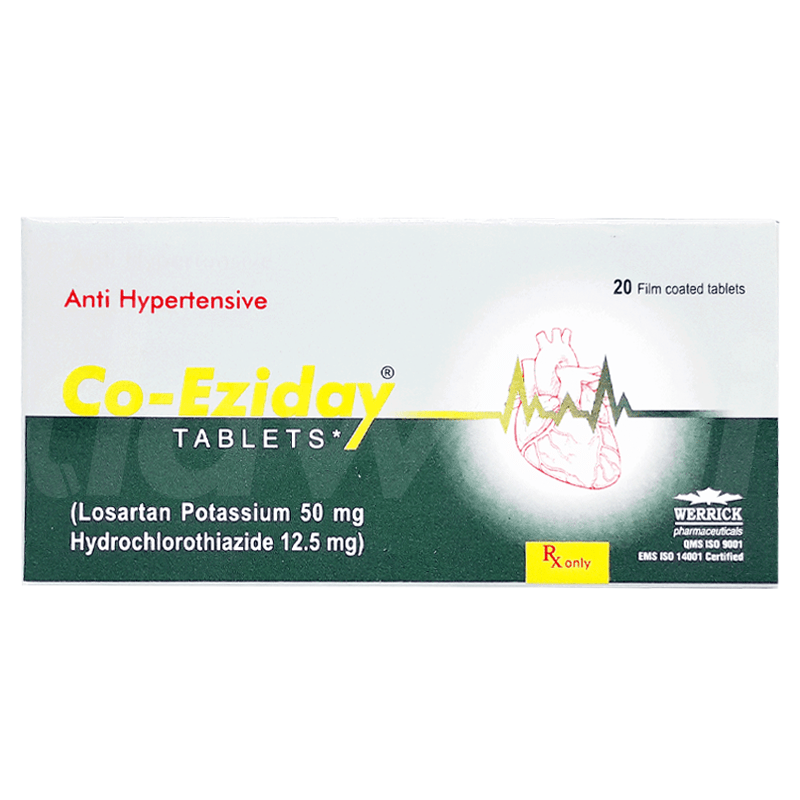 Anti Hypertensive
20 Film coated tablets
Co-Eziday®
TABLETS*
(Losartan Potassium 50 mg
Hydrochlorothiazide 12.5 mg)
Rx only
WERRICK
pharmaceuticals
QMS ISO 9001
EMS ISO 14001 Certified